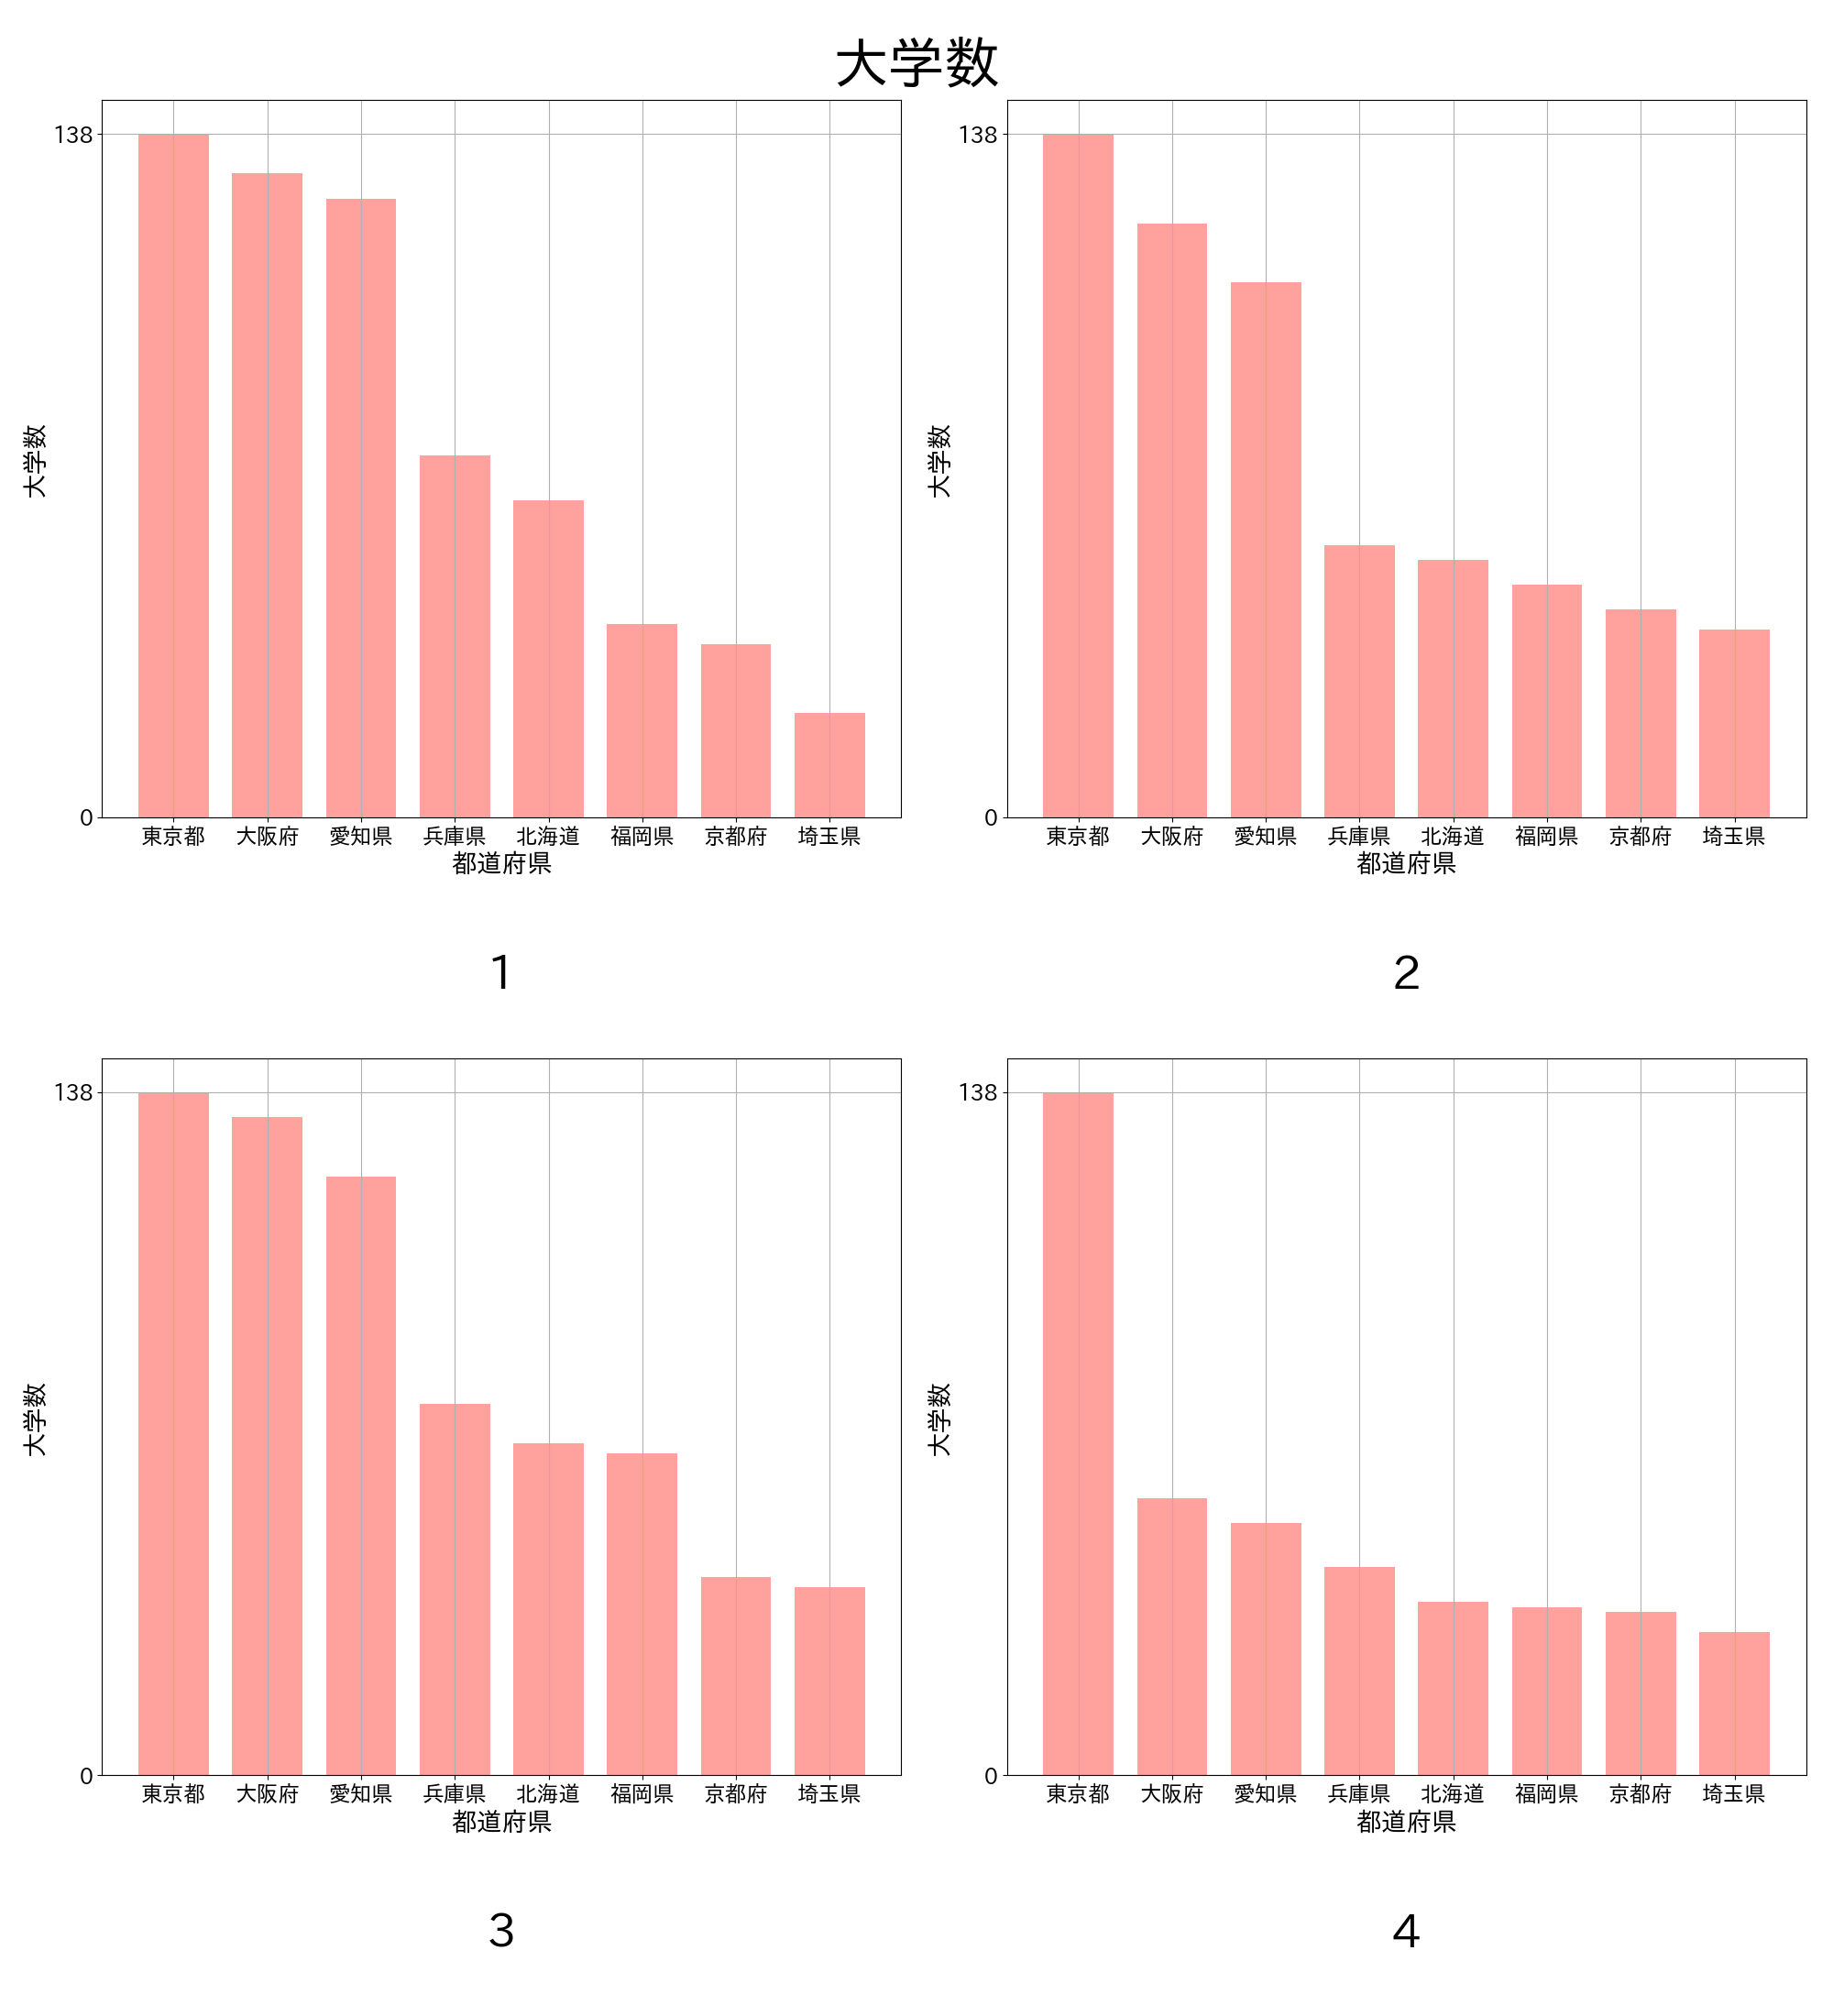 大学数
138
0
大学数
東京都 大阪府 愛知県 兵庫県 北海道 福岡県 京都府 埼玉県
都道府県
1
138
0
大学数
東京都 大阪府 愛知県 兵庫県 北海道 福岡県 京都府 埼玉県
都道府県
2
138
0
大学数
東京都 大阪府 愛知県 兵庫県 北海道 福岡県 京都府 埼玉県
都道府県
3
138
0
大学数
東京都 大阪府 愛知県 兵庫県 北海道 福岡県 京都府 埼玉県
都道府県
4